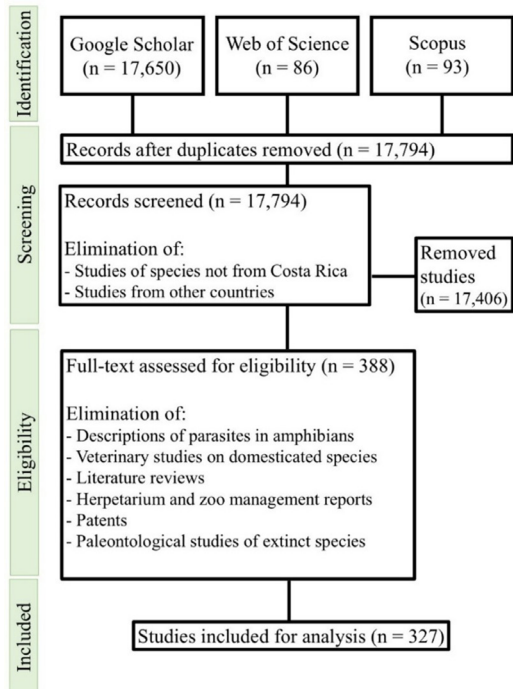 Identification
Google Scholar
(n = 17,650)
Web of Science
(n = 86)
Scopus
(n = 93)
Records after duplicates removed (n = 17,794)
Screening
Records screened (n = 17,794)
Elimination of:
- Studies of species not from Costa Rica
- Studies from other countries
Removed
studies
(n = 17,406)
Eligibility
Full-text assessed for eligibility (n = 388)
Elimination of:
- Descriptions of parasites in amphibians
- Veterinary studies on domesticated species
- Literature reviews
- Herpetarium and zoo management reports
- Patents
- Paleontological studies of extinct species
Included
Studies included for analysis (n = 327)